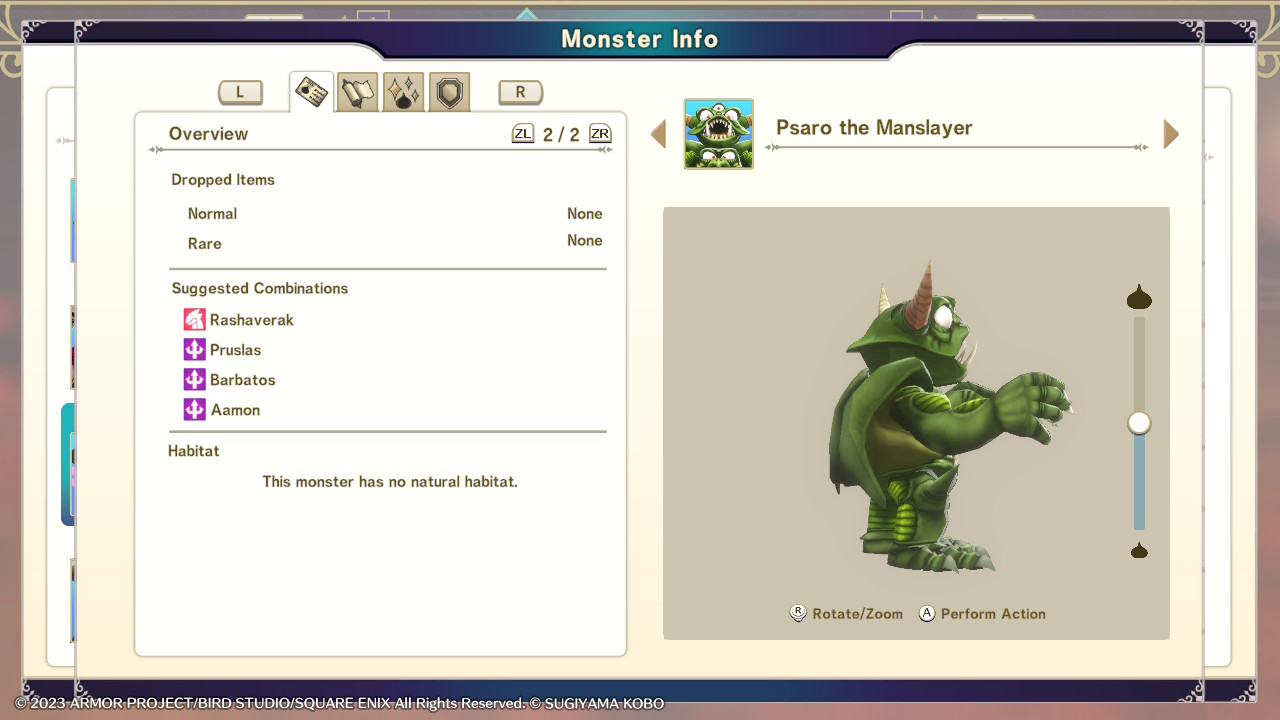 Monster Info
L
R
Overview
ZL 2 / 2 ZR
Dropped Items
Normal None
Rare None
Suggested Combinations
Rashaverak
Pruslas
Barbatos
Aamon
Habitat
This monster has no natural habitat.
Psaro the Manslayer
R Rotate/Zoom A Perform Action
© 2023 ARMOR PROJECT/BIRD STUDIO/SQUARE ENIX All Rights Reserved. © SUGIYAMA KOBO